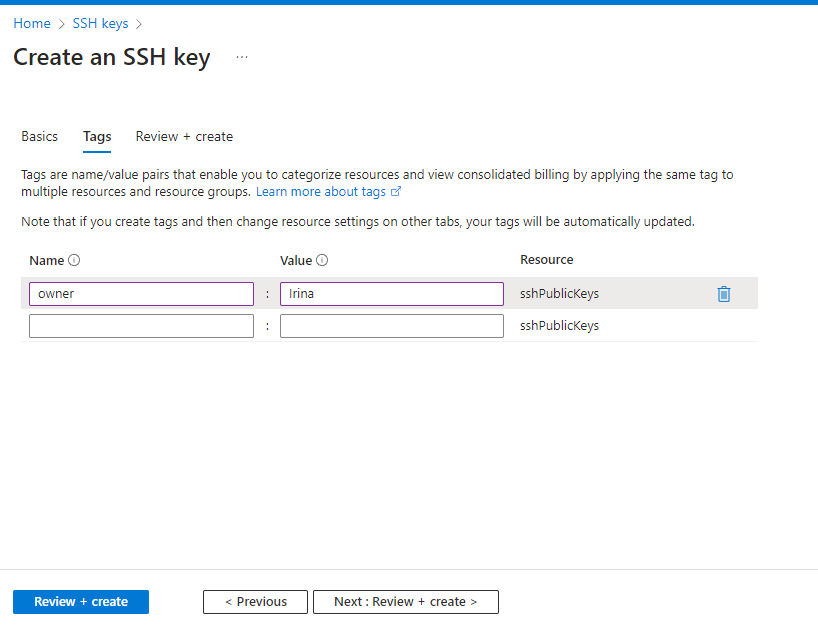 Home > SSH keys >
Create an SSH key ...
Basics Tags Review + create
Tags are name/value pairs that enable you to categorize resources and view consolidated billing by applying the same tag to
multiple resources and resource groups. Learn more about tags
Note that if you create tags and then change resource settings on other tabs, your tags will be automatically updated.
Name Value Resource
owner : Irina sshPublicKeys
: sshPublicKeys
Review + create < Previous Next : Review + create >